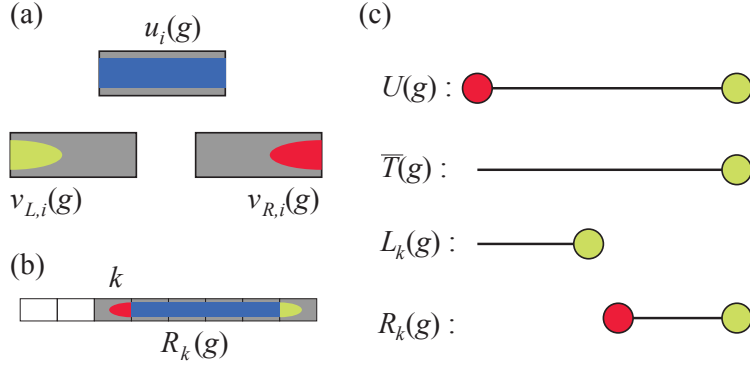 (a)
u_i(g)
v_{L,i}(g)
v_{R,i}(g)
(b)
k
R_k(g)
(c)
U(g) :
T̅(g) :
L_k(g) :
R_k(g) :